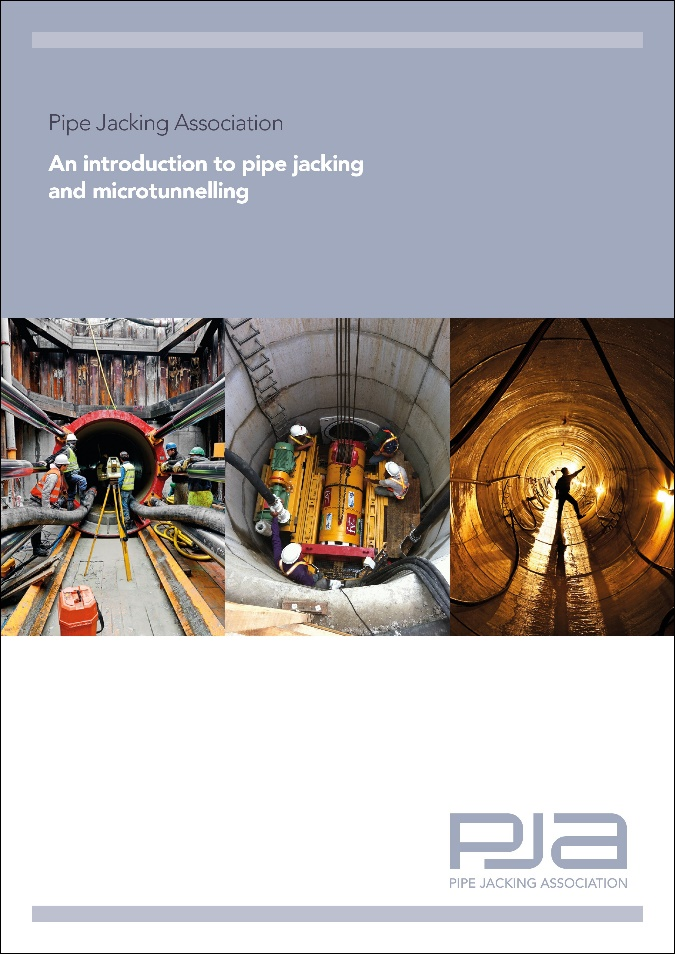 Pipe Jacking Association
An introduction to pipe jacking
and microtunnelling
PJA
PIPE JACKING ASSOCIATION